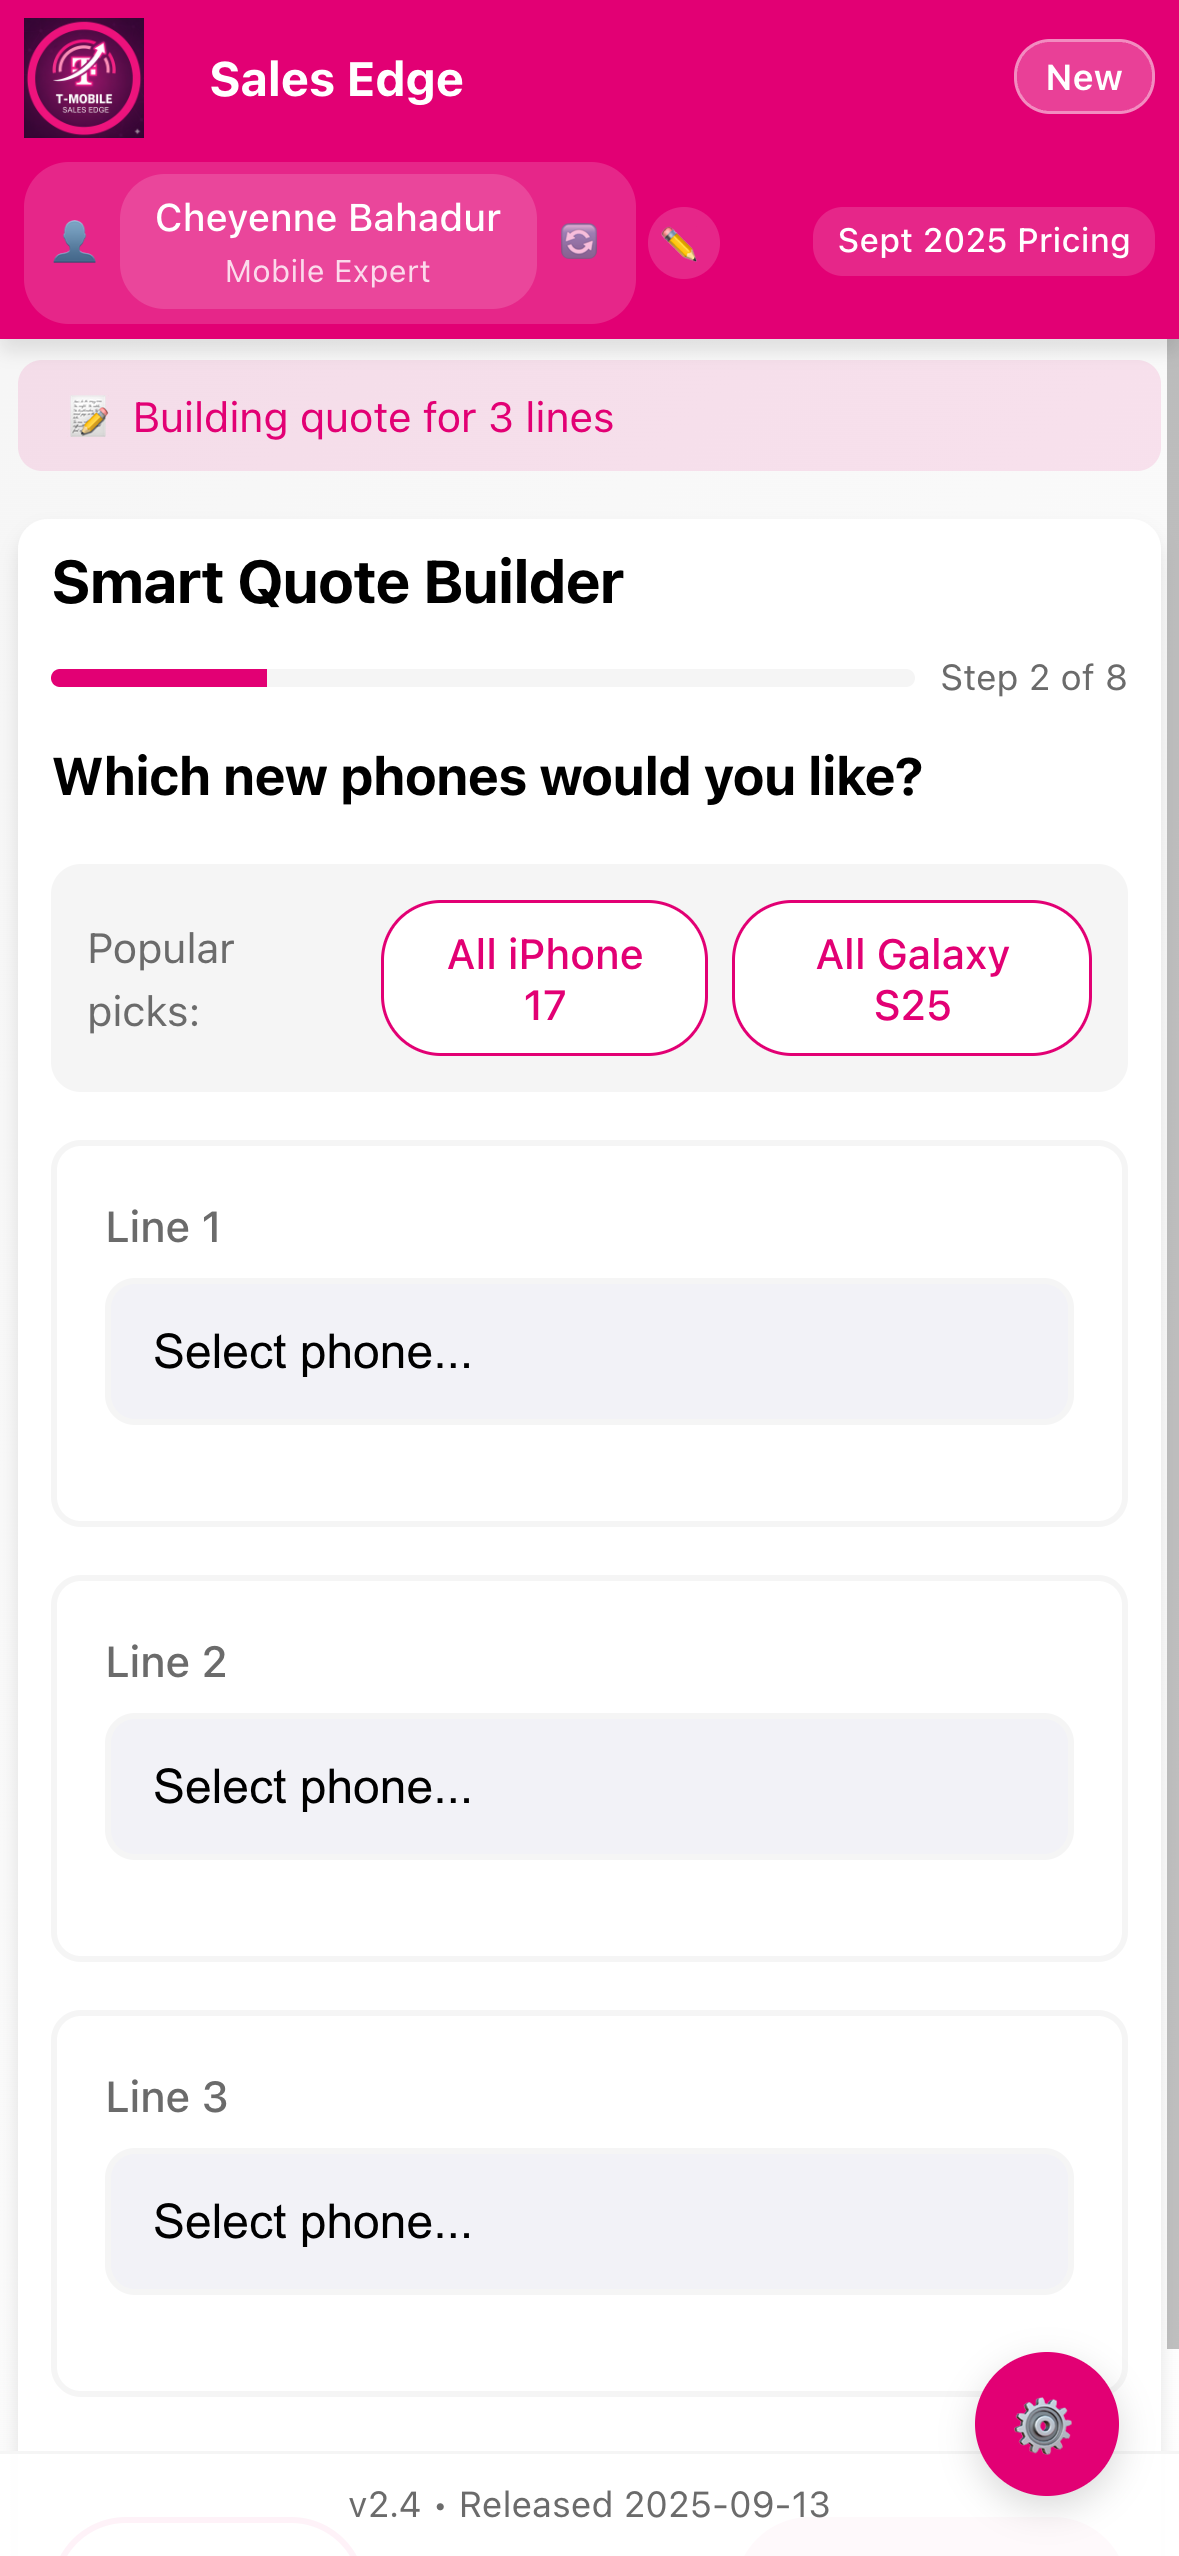 T-MOBILE
SALES EDGE
Sales Edge
New
Cheyenne Bahadur
Mobile Expert
Sept 2025 Pricing
Building quote for 3 lines
Smart Quote Builder
Step 2 of 8
Which new phones would you like?
Popular
picks:
All iPhone
17
All Galaxy
S25
Line 1
Select phone...
Line 2
Select phone...
Line 3
Select phone...
v2.4 • Released 2025-09-13